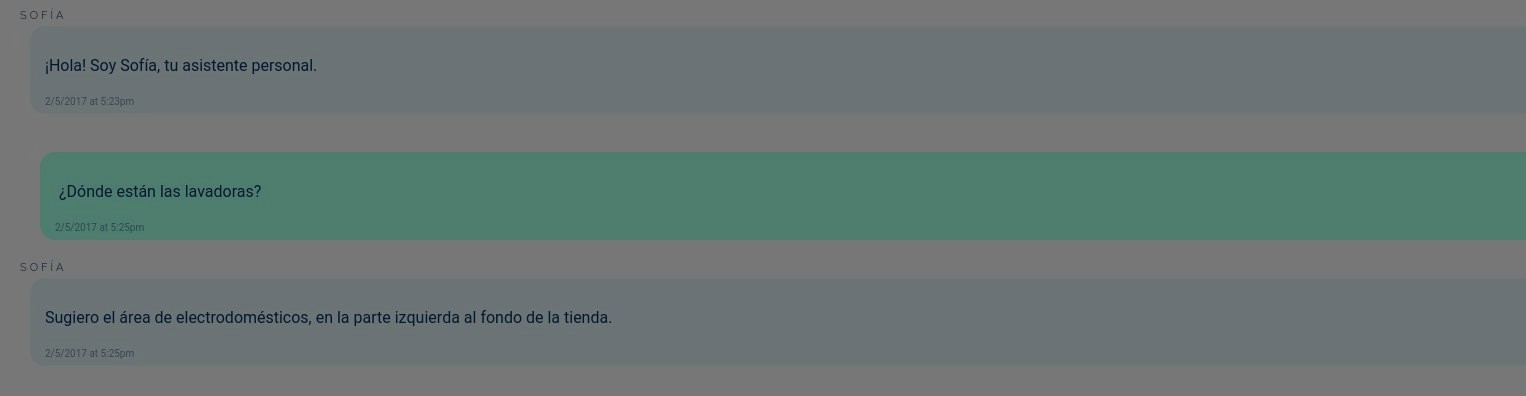 SOFÍA
¡Hola! Soy Sofía, tu asistente personal.
2/5/2017 at 5:23pm
¿Dónde están las lavadoras?
2/5/2017 at 5:25pm
SOFÍA
Sugiero el área de electrodomésticos, en la parte izquierda al fondo de la tienda.
2/5/2017 at 5:25pm